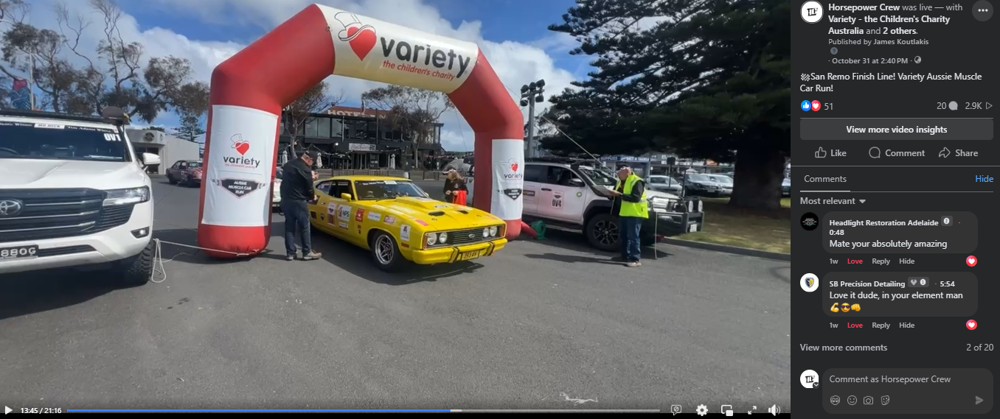 variety
the children's charity
variety
the children's charity
AUSSIE
MUSCLE CAR
RUN
variety
HOTEL
OV1
OV4
880G
13:45 / 21:16
Horsepower Crew was live — with
Variety - the Children's Charity
Australia and 2 others.
Published by James Koutlakis
· October 31 at 2:40 PM ·
San Remo Finish Line! Variety Aussie Muscle
Car Run!
51
20
2.9K
View more video insights
Like
Comment
Share
Comments
Hide
Most relevant
Headlight Restoration Adelaide ·
0:48
Mate your absolutely amazing
1w Love Reply Hide
SB Precision Detailing · 5:54
Love it dude, in your element man
💪😎👊
1w Love Reply Hide
View more comments
2 of 20
Comment as Horsepower Crew